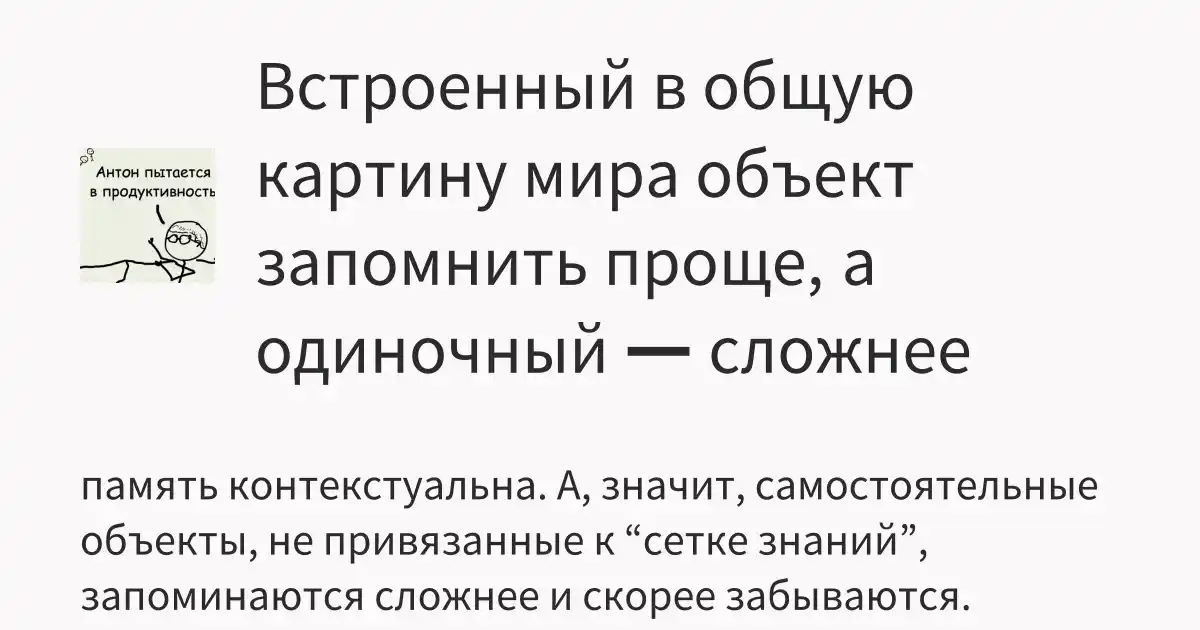 Встроенный в общую
картину мира объект
запомнить проще, а
одиночный — сложнее
Антон пытается
в продуктивность
память контекстуальна. А, значит, самостоятельные
объекты, не привязанные к “сетке знаний”,
запоминаются сложнее и скорее забываются.